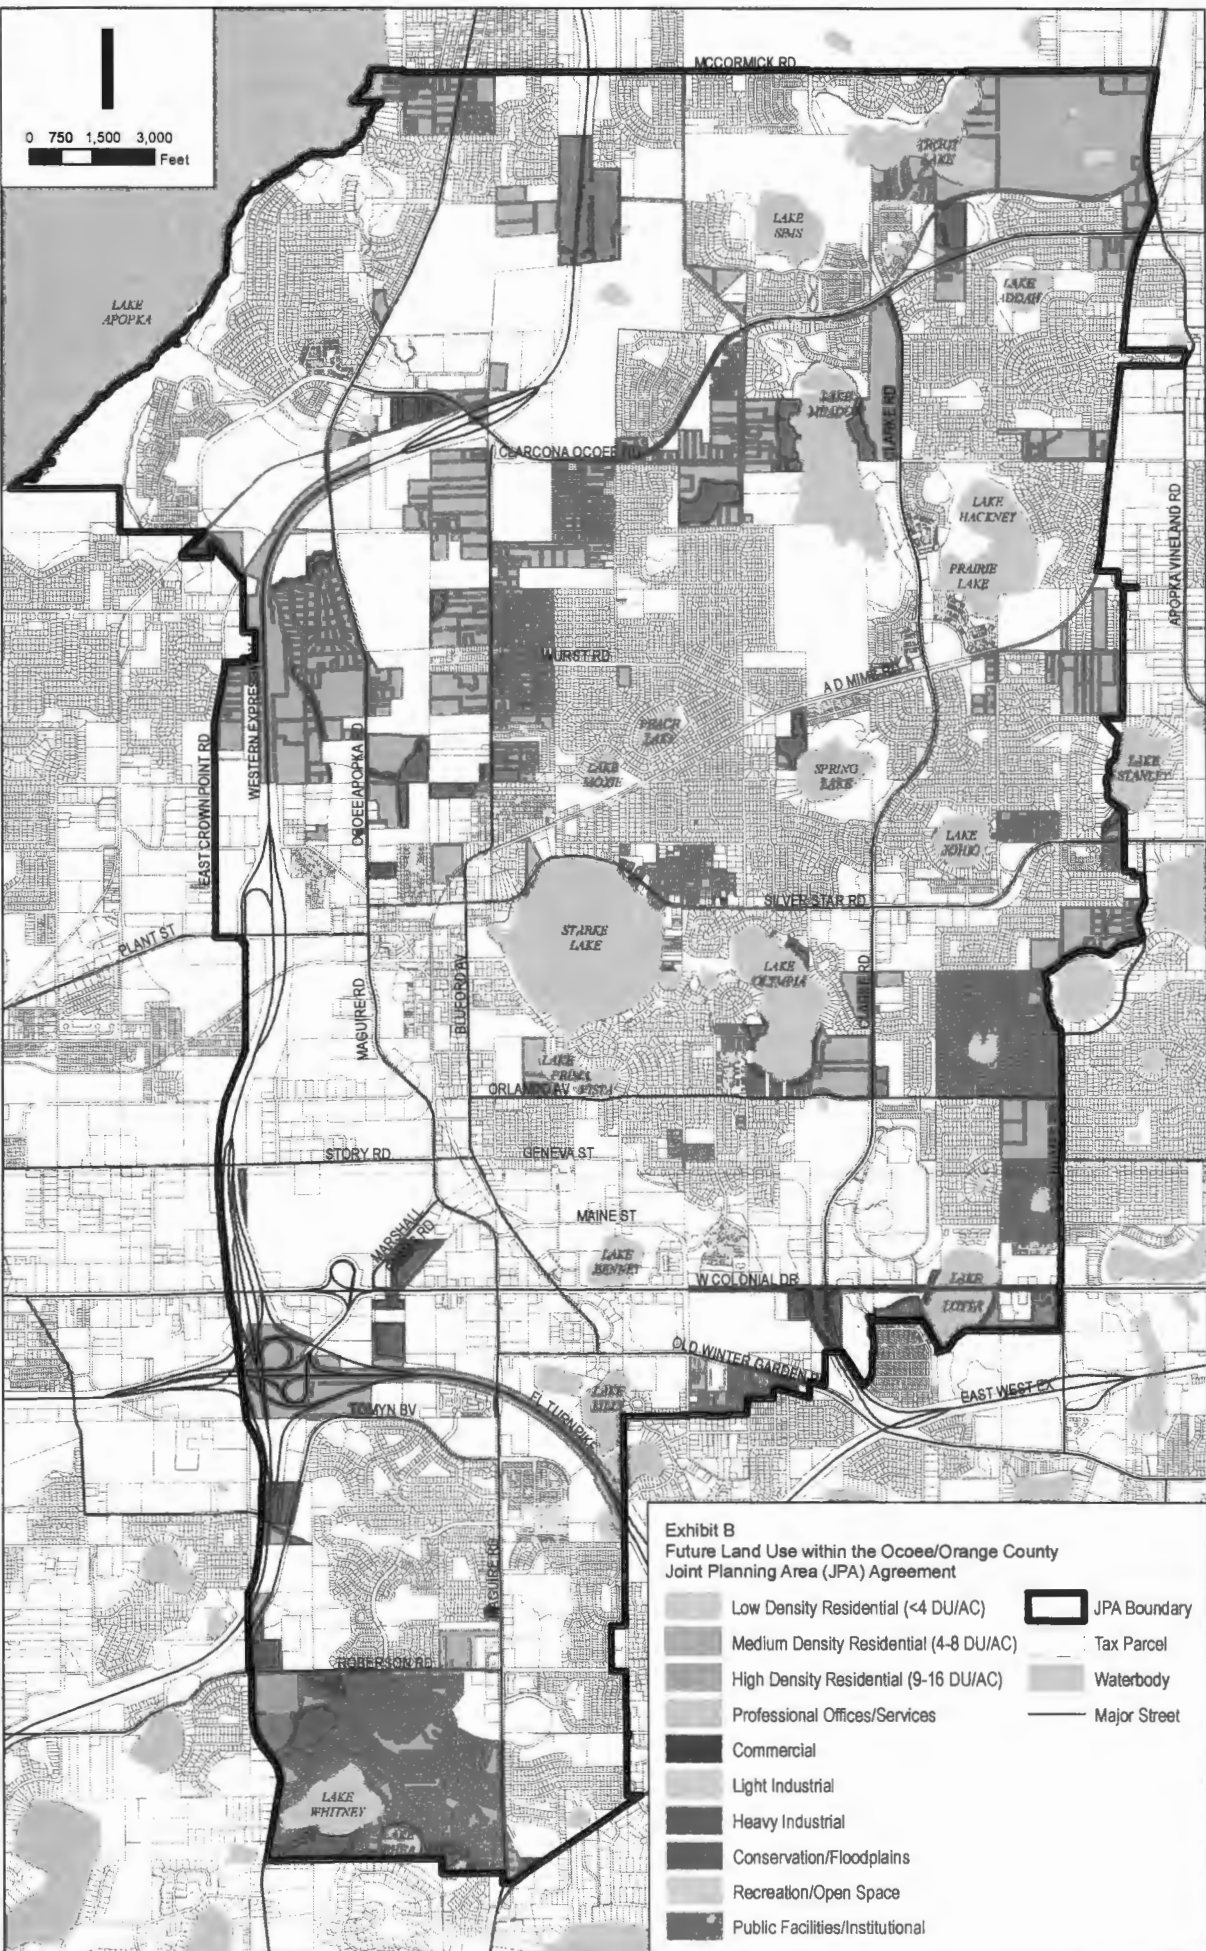 MCCORMICK RD
0 750 1,500 3,000
Feet
TROUT
LAKE
LAKE
SIMS
LAKE
ADDAH
LAKE
APOPKA
LAKE
MEADOW
CLARKE RD
CLARCONA OCOEE RD
LAKE
HACKNEY
PRAIRIE
LAKE
APOPKA VINELAND RD
WURST RD
A D MIMS RD
PEACH
LAKE
LAKE
MOXIE
SPRING
LAKE
LAKE
STANLEY
EAST CROWN POINT RD
WESTERN EXPRESSWAY
OCOEE APOPKA RD
LAKE
JOHIO
SILVER STAR RD
STARKE
LAKE
PLANT ST
LAKE
OLYMPIA
CLARKE RD
MAGUIRE RD
BLUFORD AV
LAKE
PRIMA
VISTA
ORLANDO AV
STORY RD
GENEVA ST
MAINE ST
MARSHALL
RD
LAKE
BENNET
W COLONIAL DR
LAKE
LOTTA
OLD WINTER GARDEN
EAST WEST EX
LAKE
LILLY
FL TURNPIKE
TOMYN BV
MAGUIRE RD
ROBERSON RD
LAKE
WHITNEY
LAKE
Exhibit B
Future Land Use within the Ocoee/Orange County
Joint Planning Area (JPA) Agreement
Low Density Residential (<4 DU/AC)
Medium Density Residential (4-8 DU/AC)
High Density Residential (9-16 DU/AC)
Professional Offices/Services
Commercial
Light Industrial
Heavy Industrial
Conservation/Floodplains
Recreation/Open Space
Public Facilities/Institutional
JPA Boundary
Tax Parcel
Waterbody
Major Street